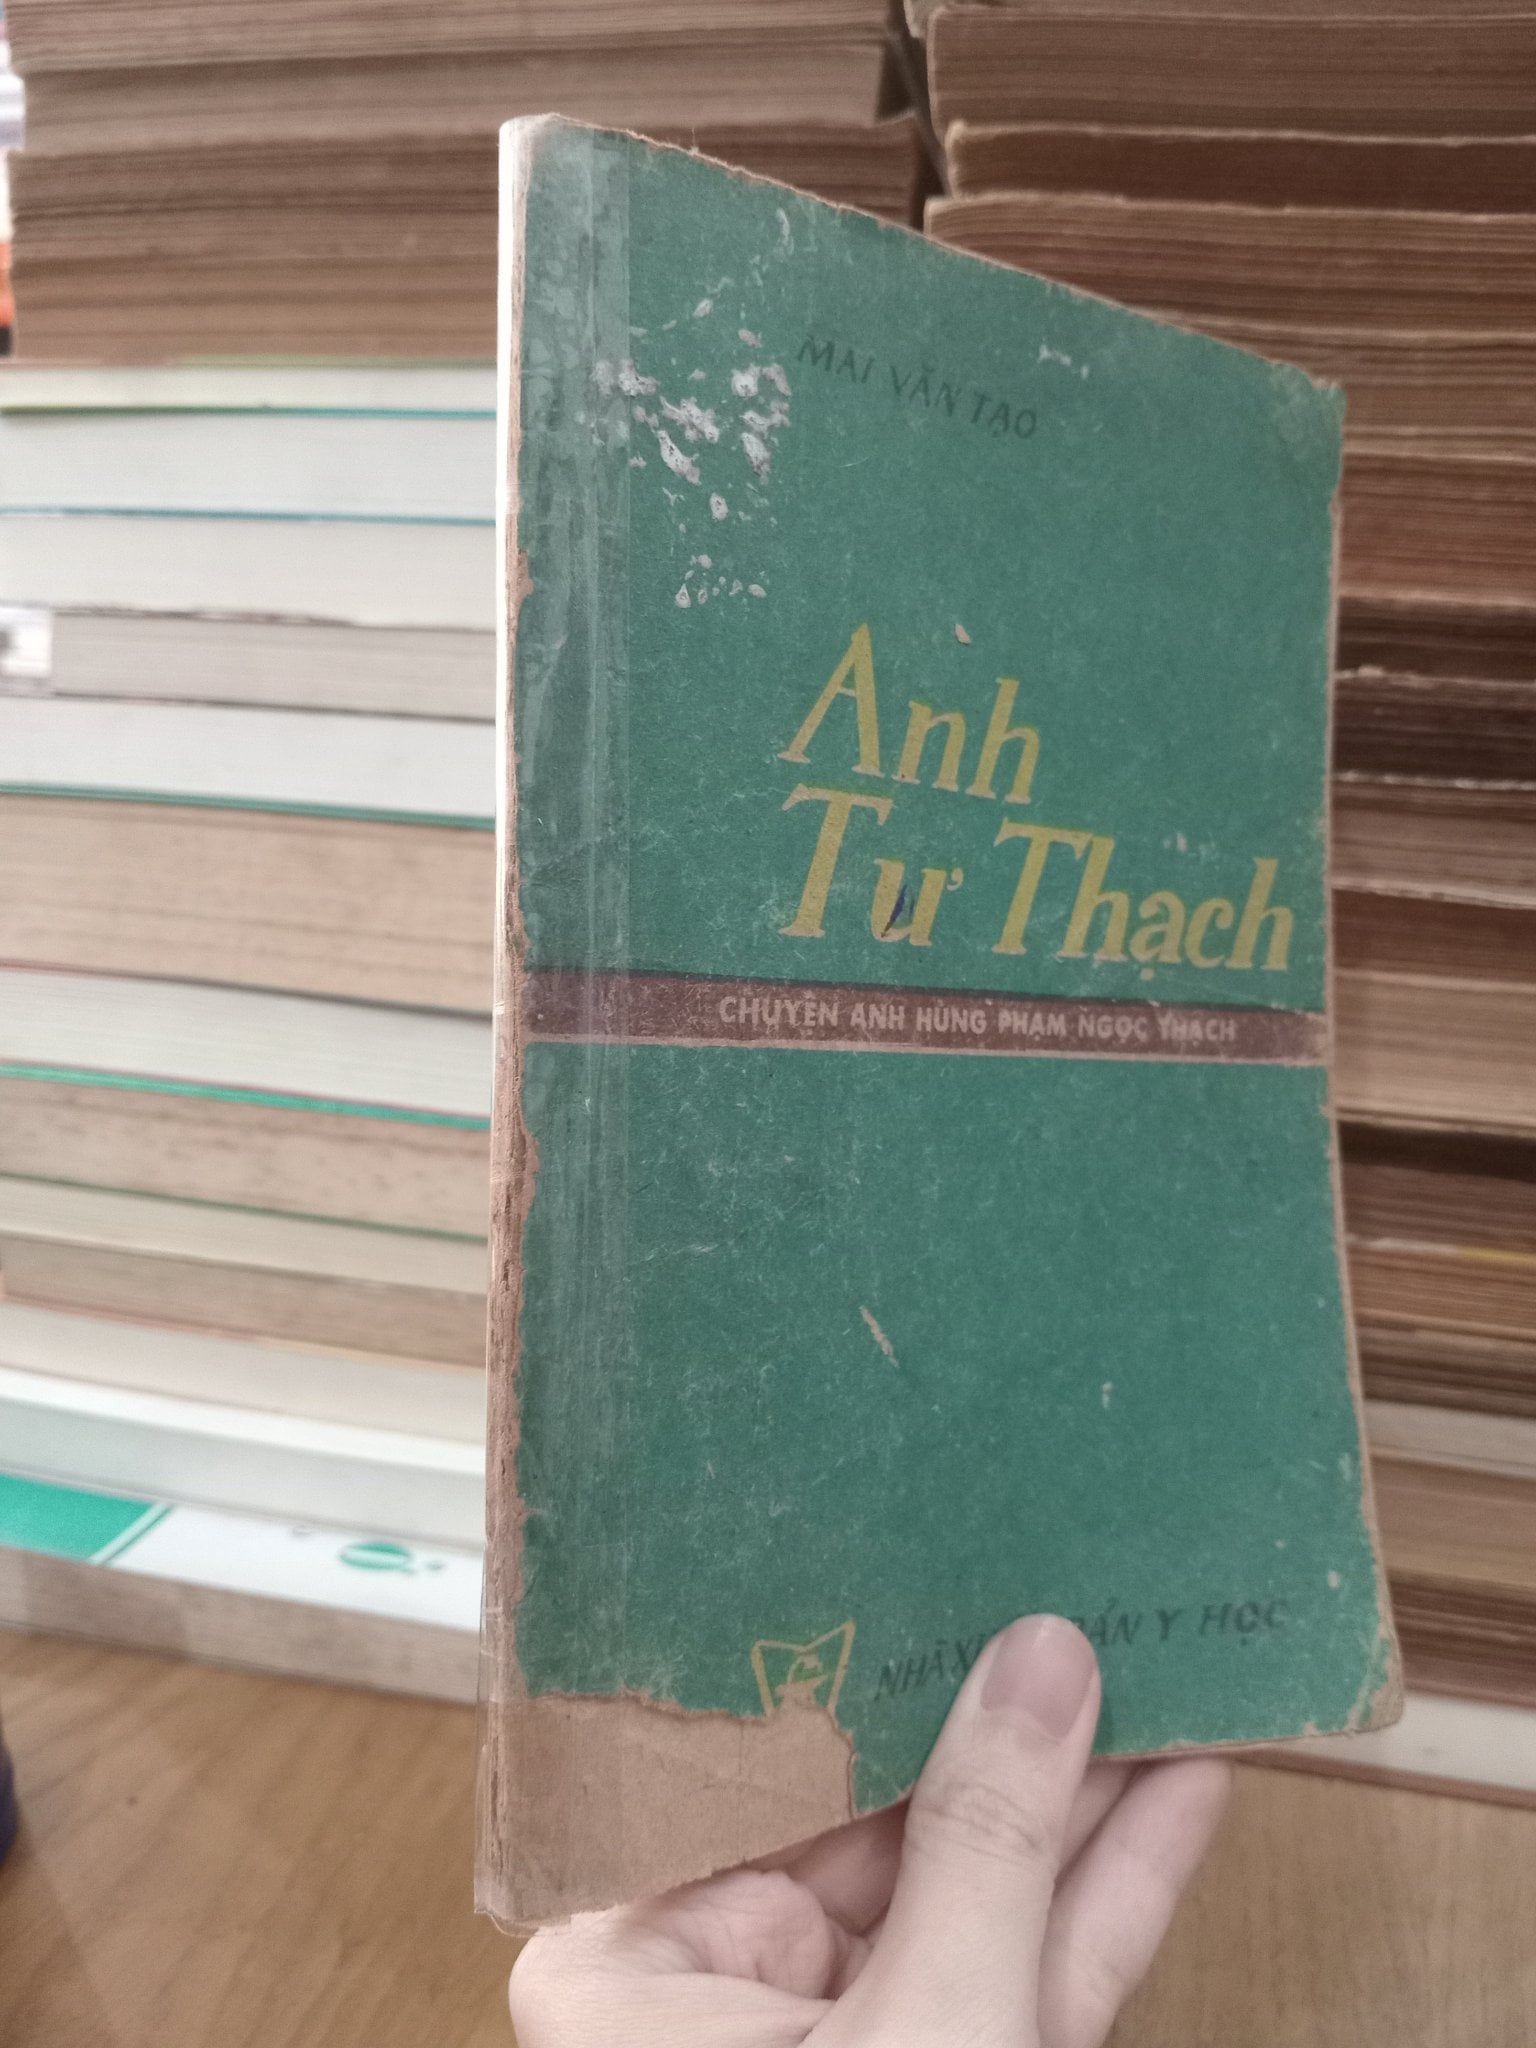 MAI VĂN TẠO
Anh
Tư Thạch
CHUYỆN ANH HÙNG PHẠM NGỌC THẠCH
NHÀ XUẤT BẢN Y HỌC